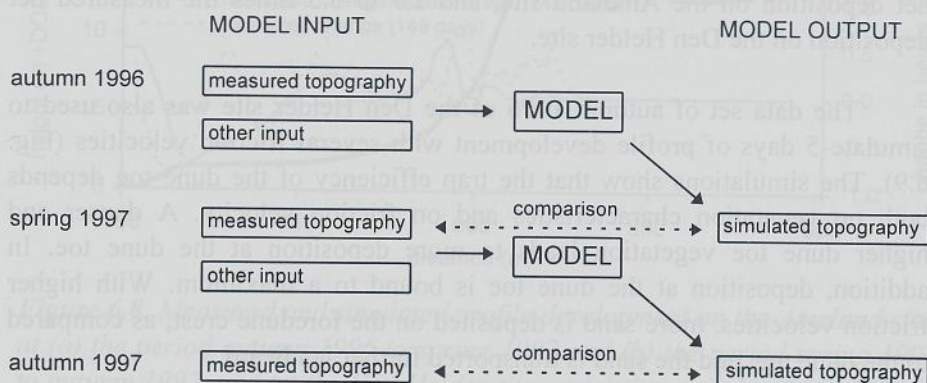 MODEL INPUT MODEL OUTPUT
autumn 1996 measured topography
other input MODEL
comparison
spring 1997 measured topography simulated topography
other input MODEL
comparison
autumn 1997 measured topography simulated topography